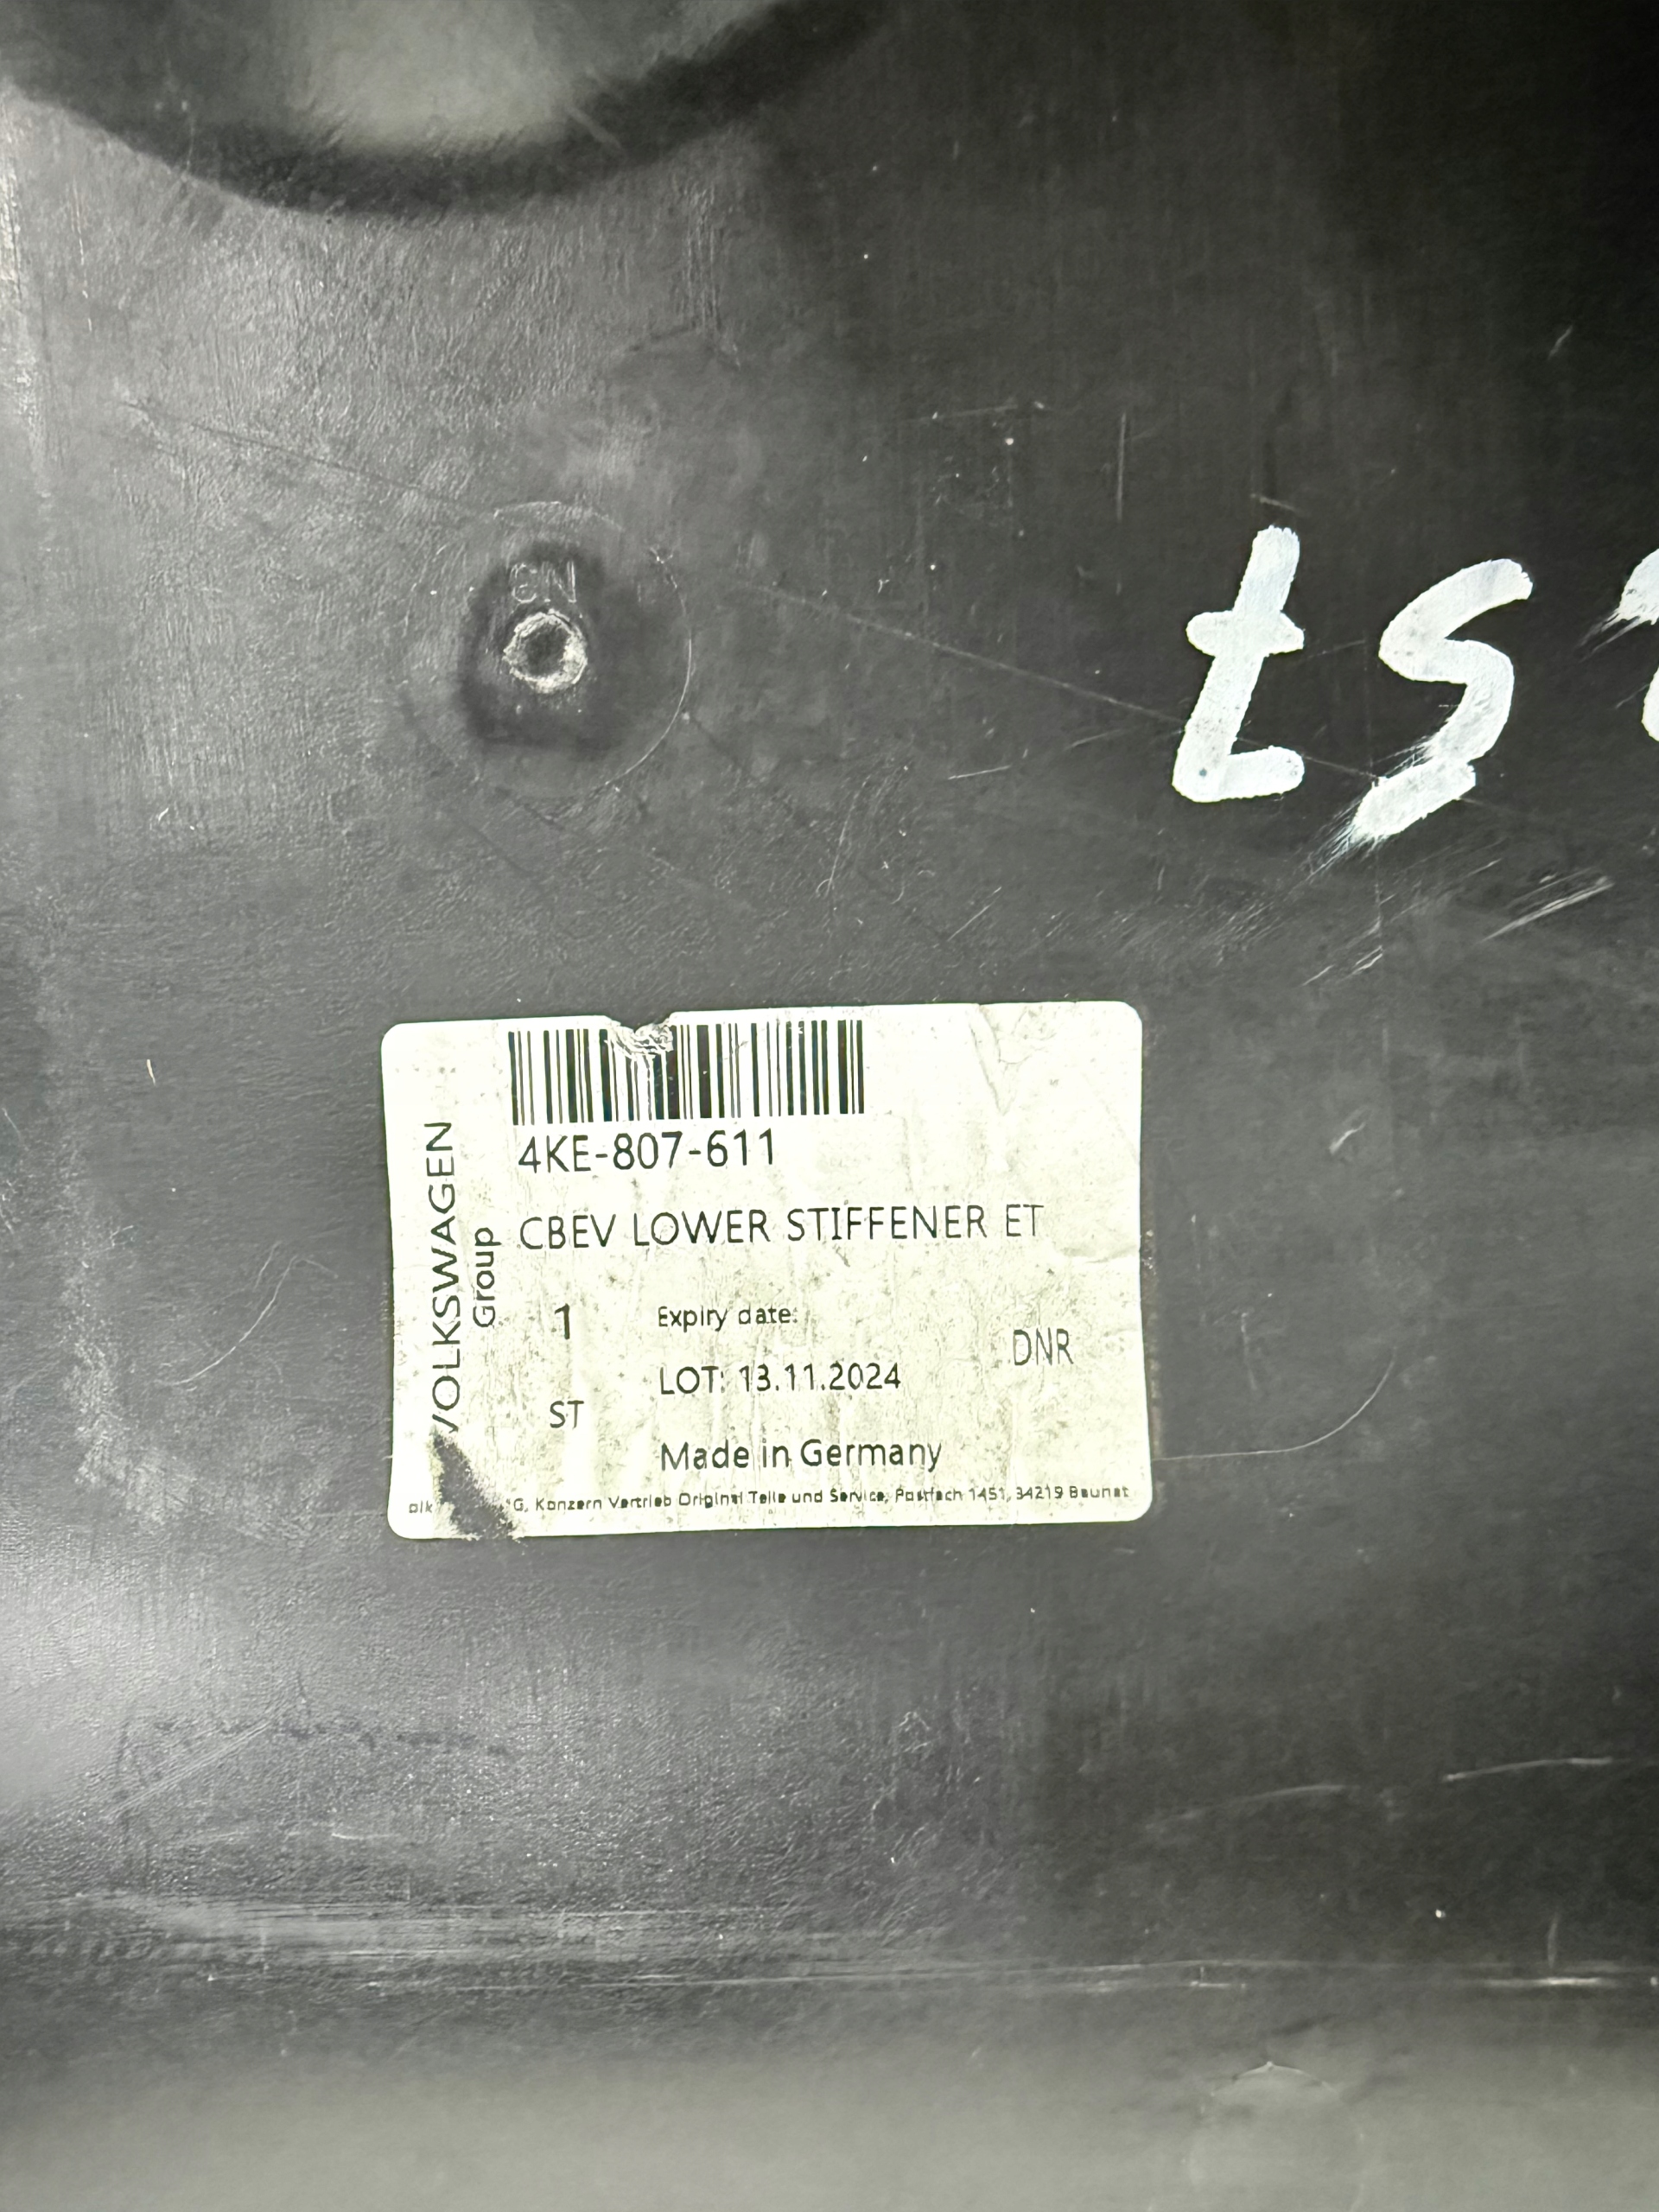 N3
4KE-807-611
CBEV LOWER STIFFENER ET
VOLKSWAGEN
Group
1
Expiry date:
DNR
LOT: 13.11.2024
ST
Made in Germany
G, Konzern Vertrieb Original Teile und Service, Postfach 1451, 34219 Baunat